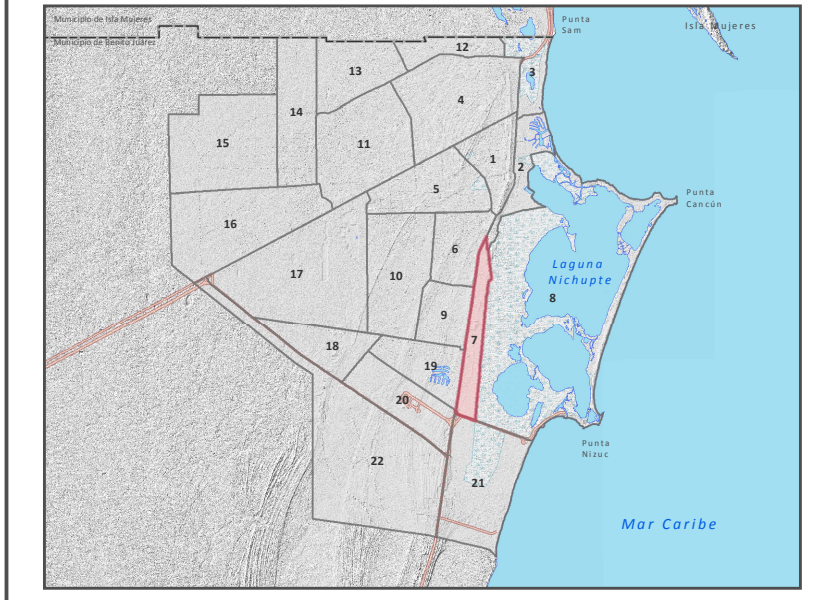 Municipio de Isla Mujeres
Municipio de Benito Juárez
Punta
Sam
Isla Mujeres
12
13
3
4
14
15
11
1
2
5
Punta
Cancún
16
6
Laguna
Nichupte
17
10
8
9
7
18
19
20
Punta
Nizuc
22
21
Mar Caribe